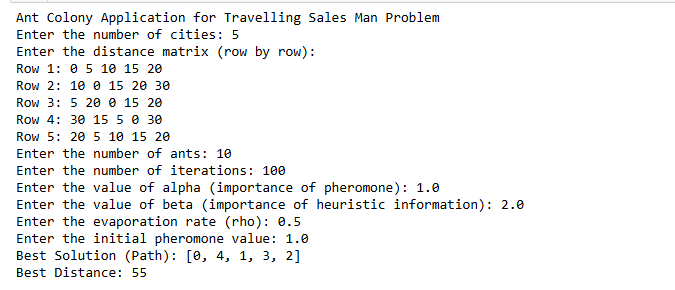 Ant Colony Application for Travelling Sales Man Problem
Enter the number of cities: 5
Enter the distance matrix (row by row):
Row 1: 0 5 10 15 20
Row 2: 10 0 15 20 30
Row 3: 5 20 0 15 20
Row 4: 30 15 5 0 30
Row 5: 20 5 10 15 20
Enter the number of ants: 10
Enter the number of iterations: 100
Enter the value of alpha (importance of pheromone): 1.0
Enter the value of beta (importance of heuristic information): 2.0
Enter the evaporation rate (rho): 0.5
Enter the initial pheromone value: 1.0
Best Solution (Path): [0, 4, 1, 3, 2]
Best Distance: 55